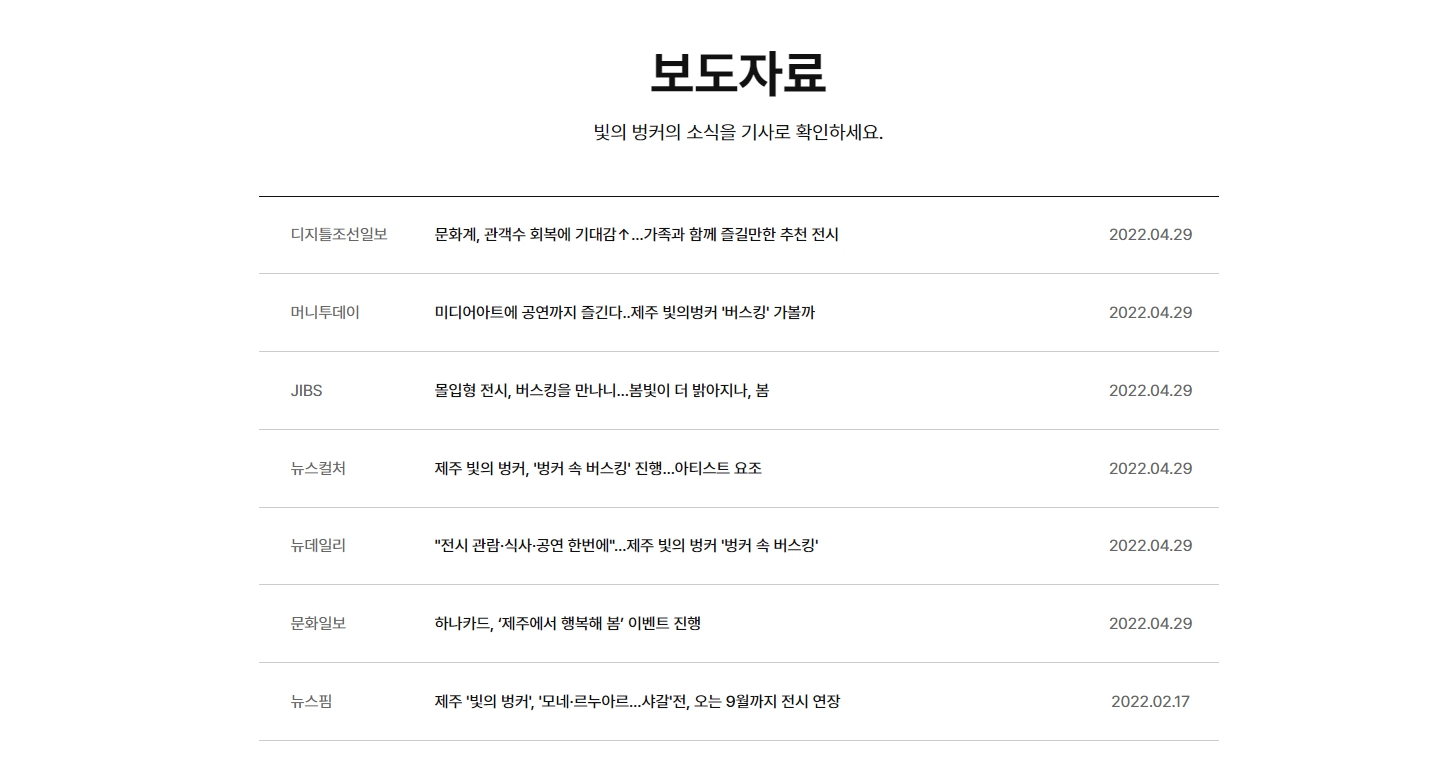 보도자료
빛의 벙커의 소식을 기사로 확인하세요.
디지틀조선일보 문화계, 관객수 회복에 기대감↑…가족과 함께 즐길만한 추천 전시 2022.04.29
머니투데이 미디어아트에 공연까지 즐긴다..제주 빛의벙커 '버스킹' 가볼까 2022.04.29
JIBS 몰입형 전시, 버스킹을 만나니…봄빛이 더 밝아지나, 봄 2022.04.29
뉴스컬처 제주 빛의 벙커, '벙커 속 버스킹' 진행…아티스트 요조 2022.04.29
뉴데일리 "전시 관람·식사·공연 한번에"…제주 빛의 벙커 '벙커 속 버스킹' 2022.04.29
문화일보 하나카드, ‘제주에서 행복해 봄’ 이벤트 진행 2022.04.29
뉴스핌 제주 '빛의 벙커', '모네·르누아르…샤갈'전, 오는 9월까지 전시 연장 2022.02.17